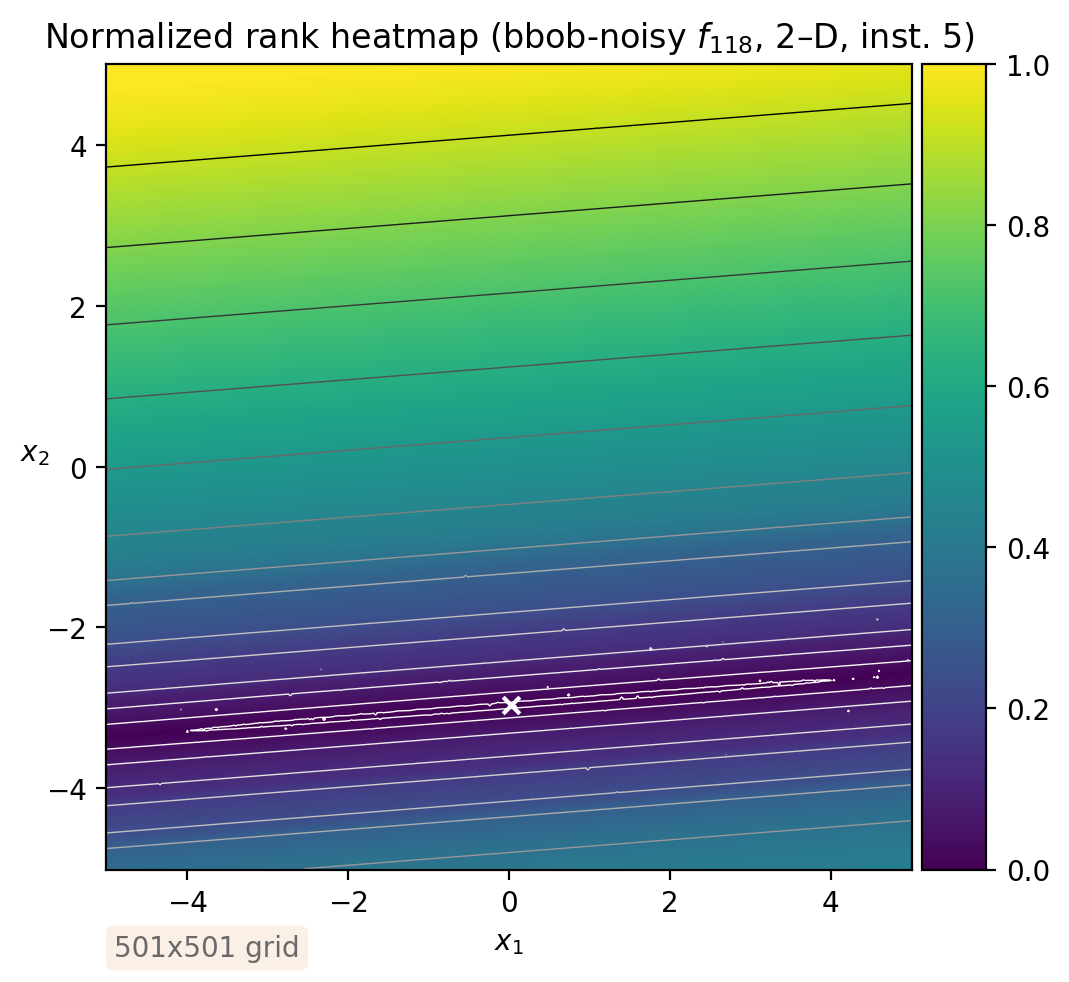 Normalized rank heatmap (bbob-noisy f₁₁₈, 2–D, inst. 5)
1.0
0.8
0.6
0.4
0.2
0.0
4
2
0
−2
−4
x₂
−4 −2 0 2 4
x₁
501x501 grid